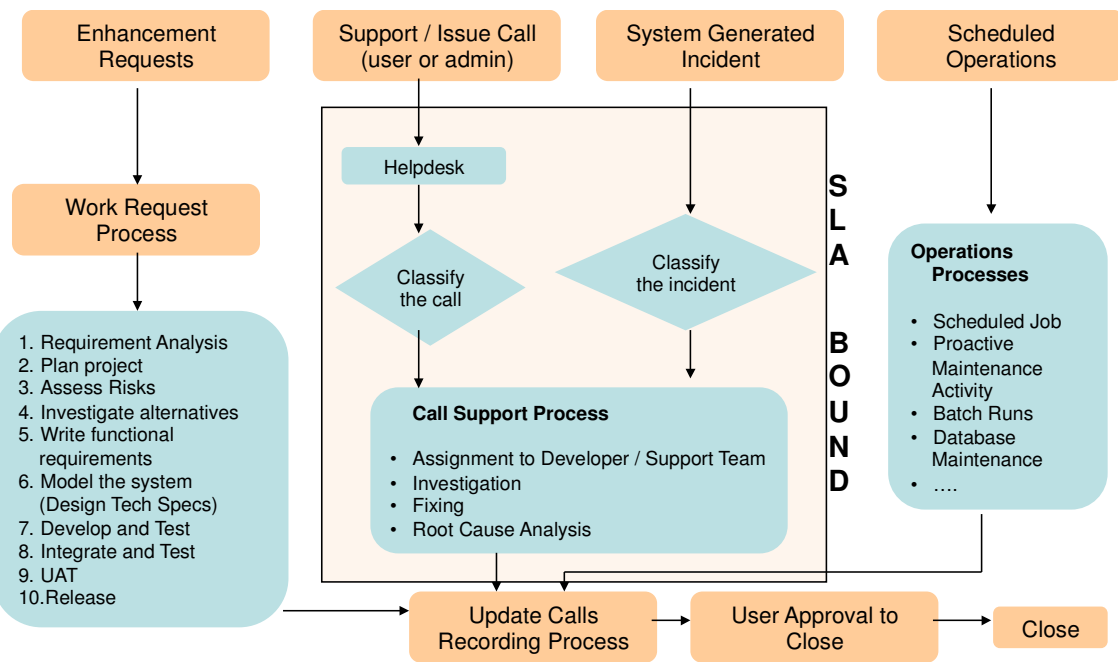 Enhancement
Requests
Support / Issue Call
(user or admin)
System Generated
Incident
Scheduled
Operations
Helpdesk
Work Request
Process
Classify
the call
Classify
the incident
S
L
A
B
O
U
N
D
Operations
Processes
• Scheduled Job
• Proactive
Maintenance
Activity
• Batch Runs
• Database
Maintenance
• ….
1. Requirement Analysis
2. Plan project
3. Assess Risks
4. Investigate alternatives
5. Write functional
requirements
6. Model the system
(Design Tech Specs)
7. Develop and Test
8. Integrate and Test
9. UAT
10.Release
Call Support Process
• Assignment to Developer / Support Team
• Investigation
• Fixing
• Root Cause Analysis
Update Calls
Recording Process
User Approval to
Close
Close